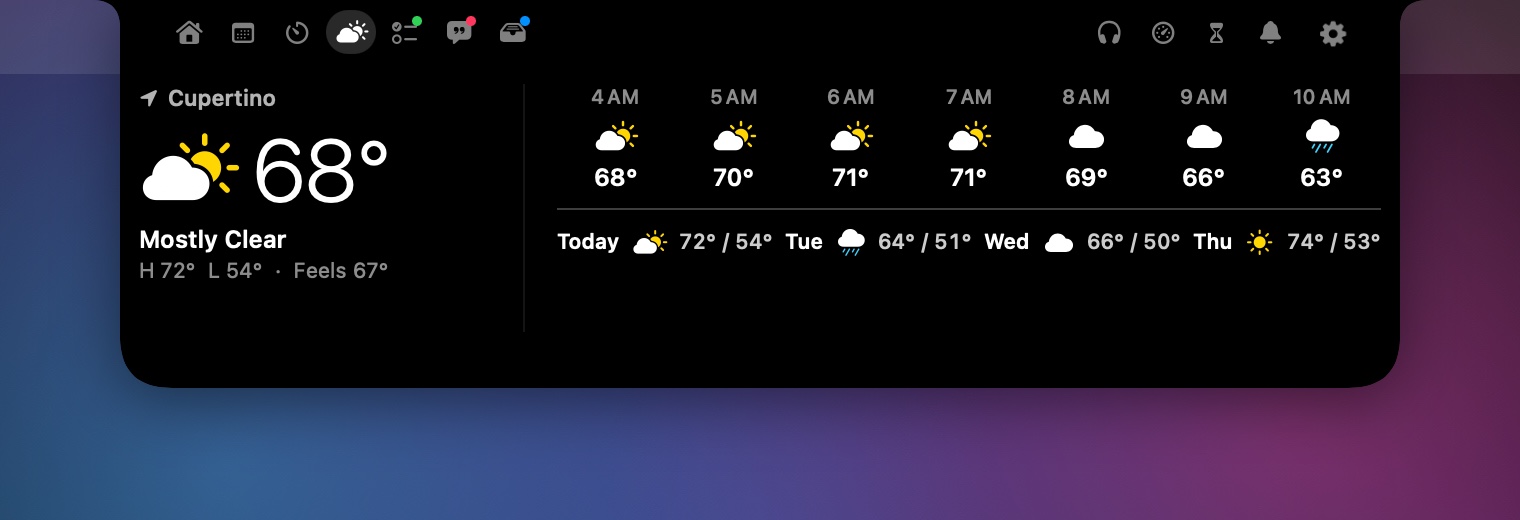 Cupertino
68°
Mostly Clear
H 72° L 54° · Feels 67°
4 AM 5 AM 6 AM 7 AM 8 AM 9 AM 10 AM
68° 70° 71° 71° 69° 66° 63°
Today 72° / 54° Tue 64° / 51° Wed 66° / 50° Thu 74° / 53°